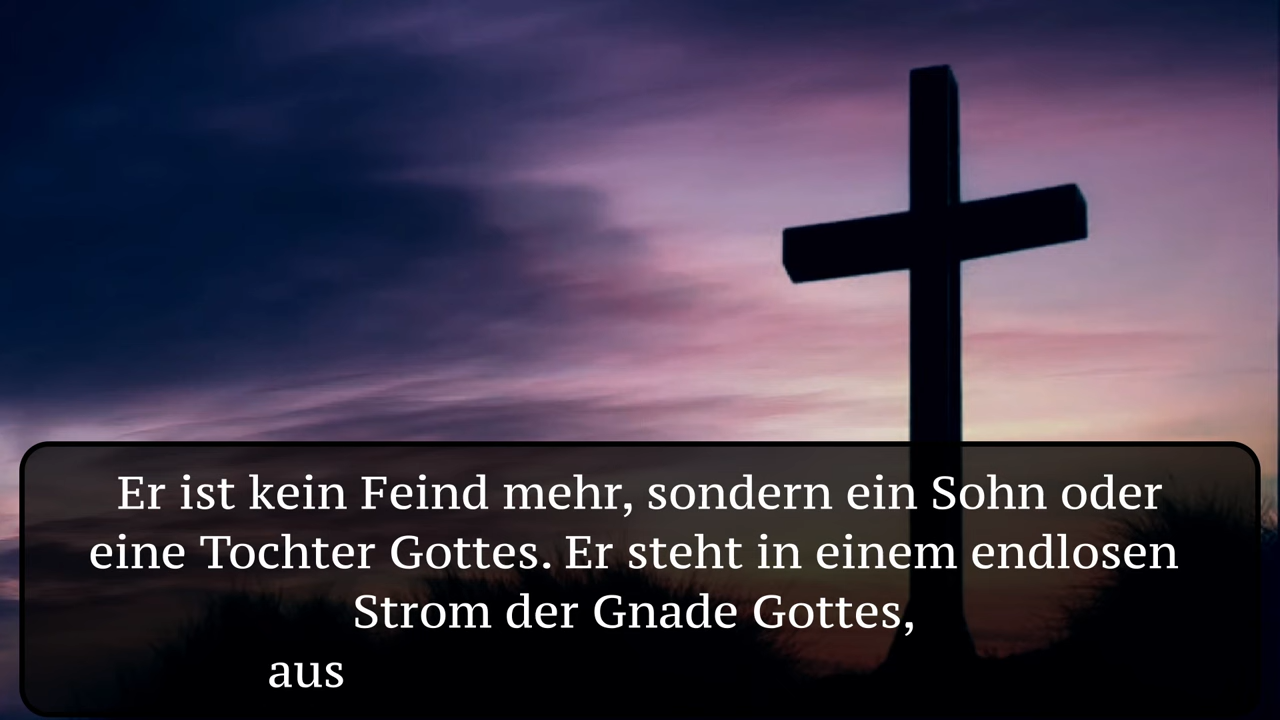 Er ist kein Feind mehr, sondern ein Sohn oder
eine Tochter Gottes. Er steht in einem endlosen
Strom der Gnade Gottes,
aus